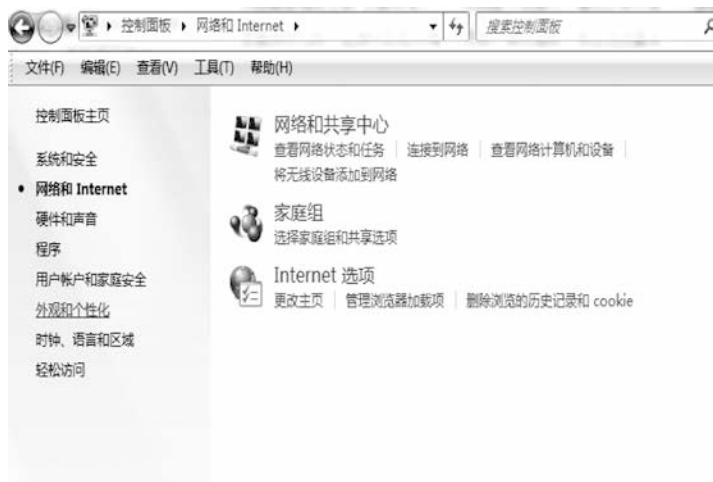 控制面板 ▸ 网络和 Internet ▸ 搜索控制面板
文件(F) 编辑(E) 查看(V) 工具(T) 帮助(H)
控制面板主页
系统和安全
网络和 Internet
硬件和声音
程序
用户帐户和家庭安全
外观和个性化
时钟、语言和区域
轻松访问
网络和共享中心
查看网络状态和任务 | 连接到网络 | 查看网络计算机和设备 |
将无线设备添加到网络
家庭组
选择家庭组和共享选项
Internet 选项
更改主页 | 管理浏览器加载项 | 删除浏览的历史记录和 cookie